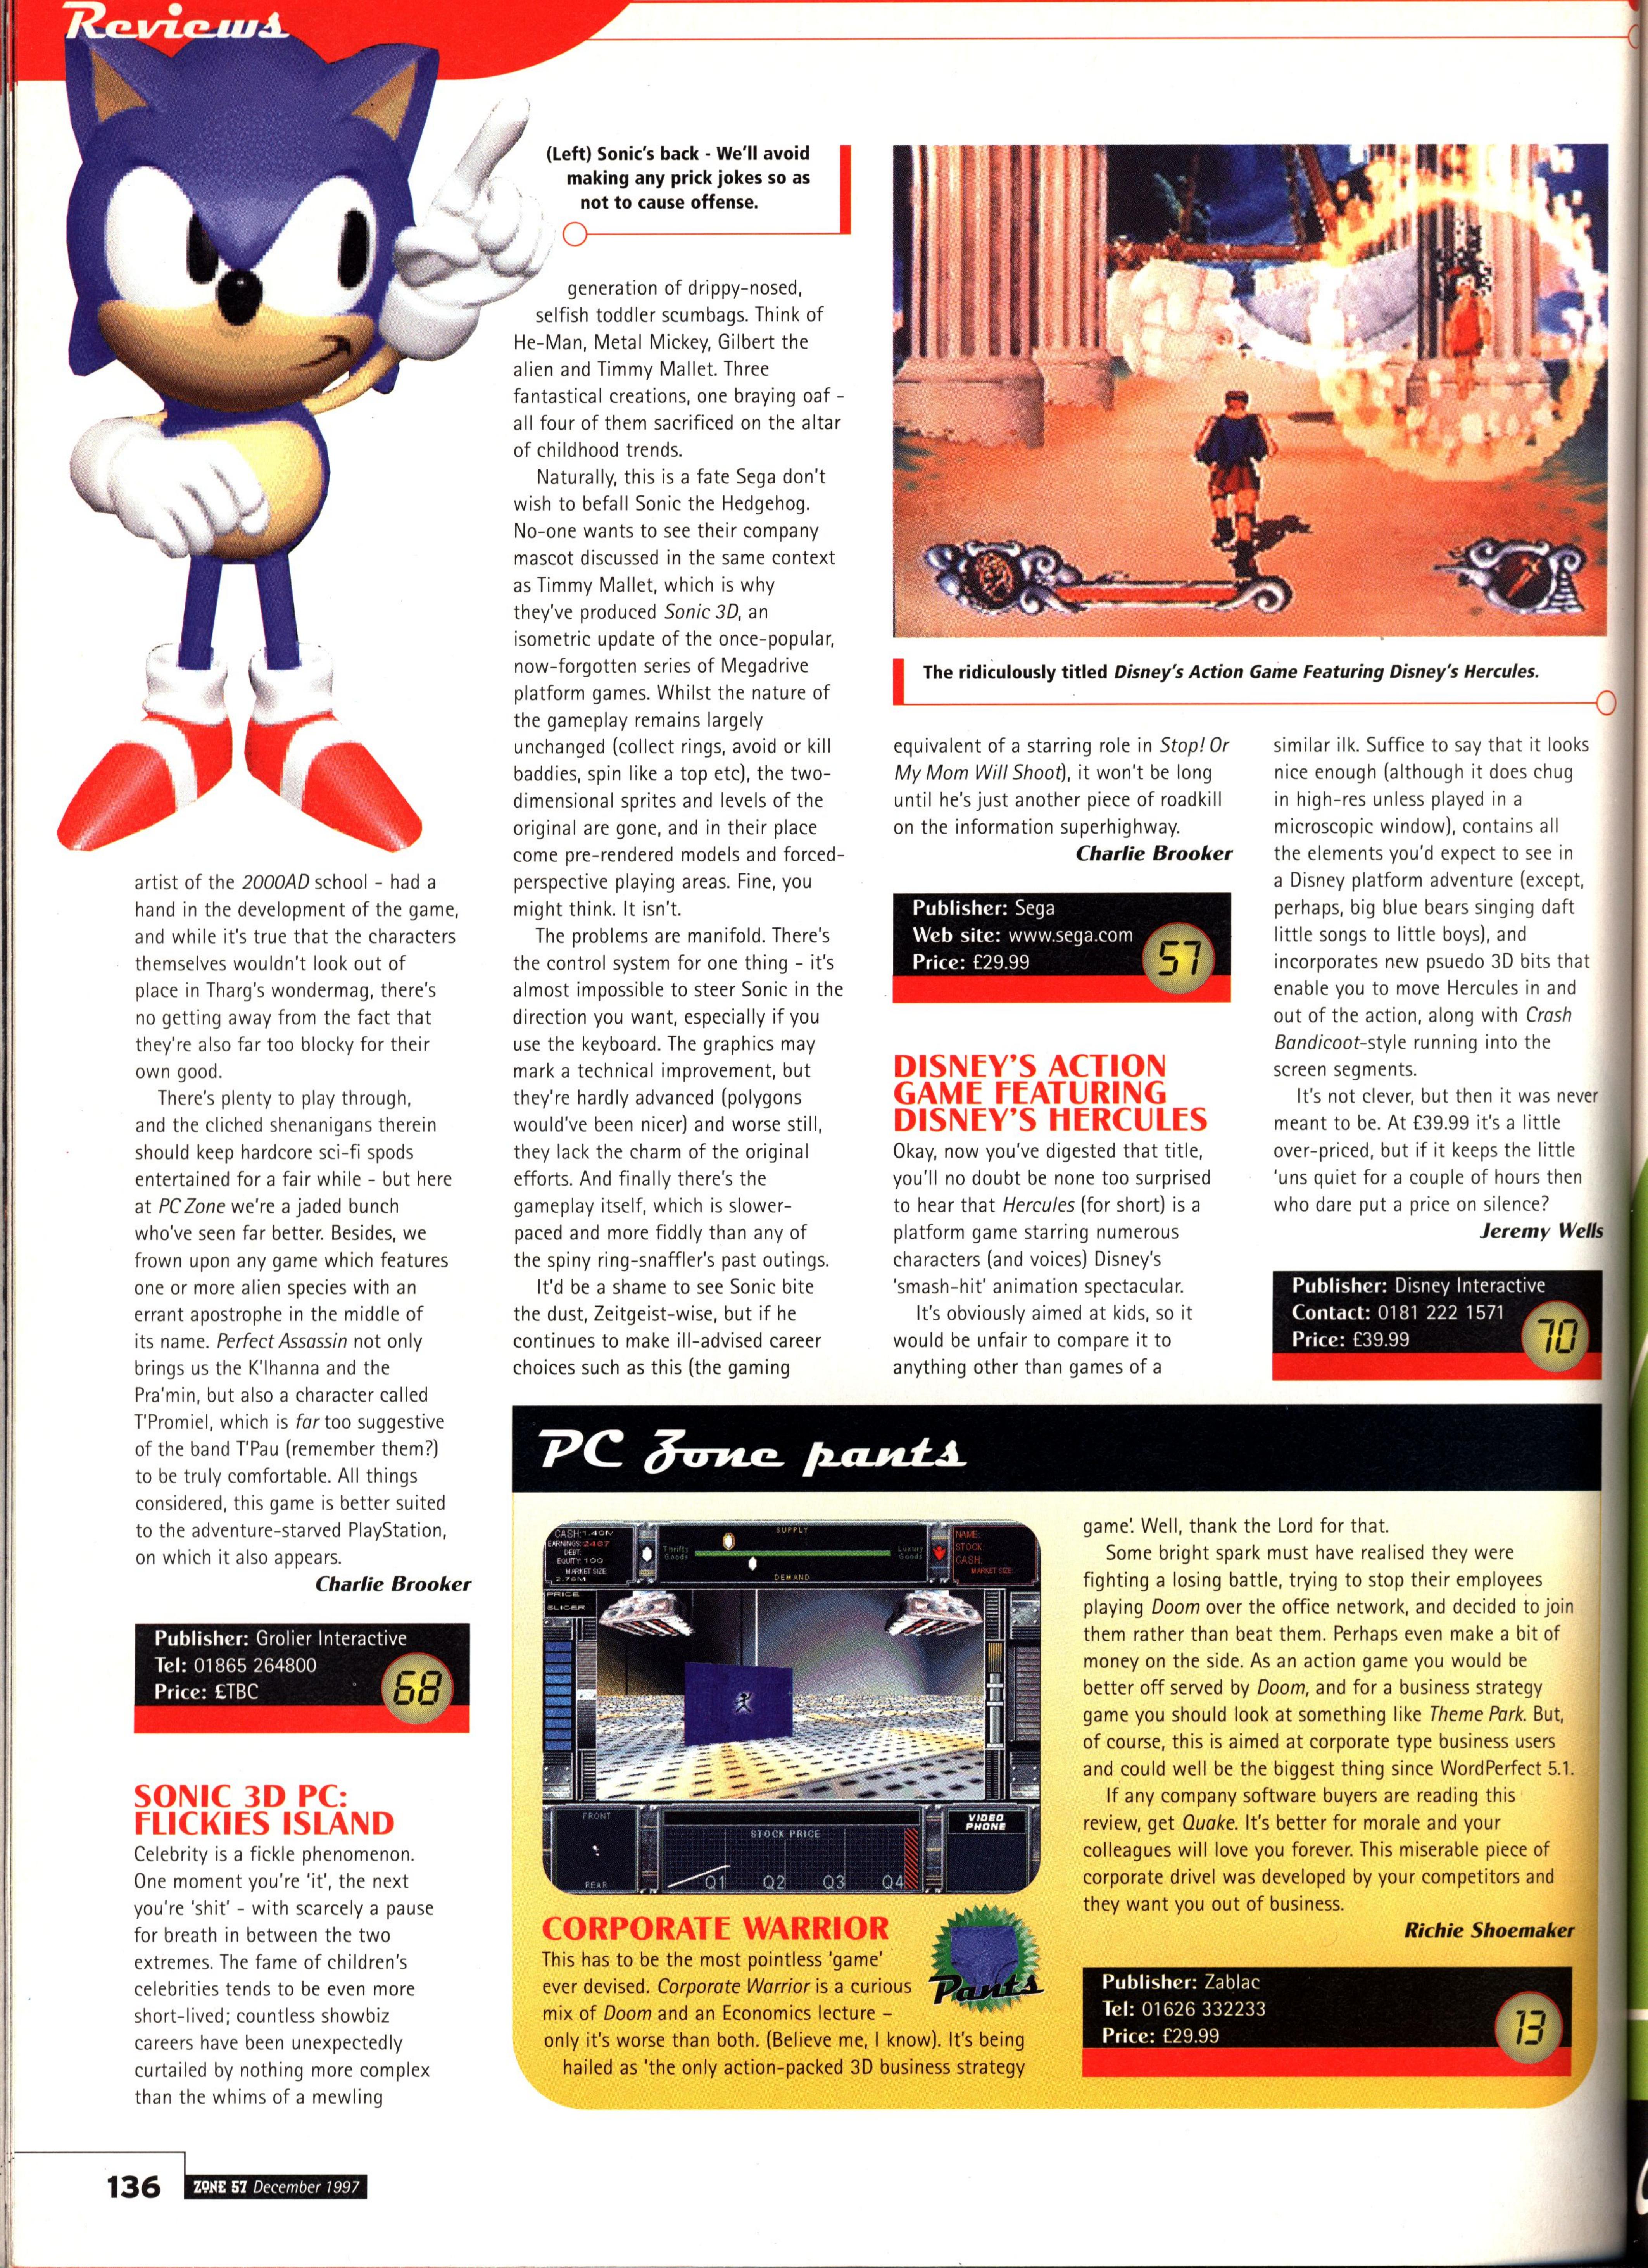 Reviews
(Left) Sonic's back - We'll avoid
making any prick jokes so as
not to cause offense.
artist of the 2000AD school - had a
hand in the development of the game,
and while it's true that the characters
themselves wouldn't look out of
place in Tharg's wondermag, there's
no getting away from the fact that
they're also far too blocky for their
own good.
There's plenty to play through,
and the cliched shenanigans therein
should keep hardcore sci-fi spods
entertained for a fair while - but here
at PC Zone we're a jaded bunch
who've seen far better. Besides, we
frown upon any game which features
one or more alien species with an
errant apostrophe in the middle of
its name. Perfect Assassin not only
brings us the K'lhanna and the
Pra'min, but also a character called
T'Promiel, which is far too suggestive
of the band T'Pau (remember them?)
to be truly comfortable. All things
considered, this game is better suited
to the adventure-starved PlayStation,
on which it also appears.
Charlie Brooker
Publisher: Grolier Interactive
Tel: 01865 264800
Price: £TBC
68
SONIC 3D PC:
FLICKIES ISLAND
Celebrity is a fickle phenomenon.
One moment you're 'it', the next
you're 'shit' - with scarcely a pause
for breath in between the two
extremes. The fame of children's
celebrities tends to be even more
short-lived; countless showbiz
careers have been unexpectedly
curtailed by nothing more complex
than the whims of a mewling
generation of drippy-nosed,
selfish toddler scumbags. Think of
He-Man, Metal Mickey, Gilbert the
alien and Timmy Mallet. Three
fantastical creations, one braying oaf -
all four of them sacrificed on the altar
of childhood trends.
Naturally, this is a fate Sega don't
wish to befall Sonic the Hedgehog.
No-one wants to see their company
mascot discussed in the same context
as Timmy Mallet, which is why
they've produced Sonic 3D, an
isometric update of the once-popular,
now-forgotten series of Megadrive
platform games. Whilst the nature of
the gameplay remains largely
unchanged (collect rings, avoid or kill
baddies, spin like a top etc), the two-
dimensional sprites and levels of the
original are gone, and in their place
come pre-rendered models and forced-
perspective playing areas. Fine, you
might think. It isn't.
The problems are manifold. There's
the control system for one thing - it's
almost impossible to steer Sonic in the
direction you want, especially if you
use the keyboard. The graphics may
mark a technical improvement, but
they're hardly advanced (polygons
would've been nicer) and worse still,
they lack the charm of the original
efforts. And finally there's the
gameplay itself, which is slower-
paced and more fiddly than any of
the spiny ring-snaffler's past outings.
It'd be a shame to see Sonic bite
the dust, Zeitgeist-wise, but if he
continues to make ill-advised career
choices such as this (the gaming
The ridiculously titled Disney's Action Game Featuring Disney's Hercules.
equivalent of a starring role in Stop! Or
My Mom Will Shoot), it won't be long
until he's just another piece of roadkill
on the information superhighway.
Charlie Brooker
Publisher: Sega
Web site: www.sega.com
Price: £29.99
57
DISNEY'S ACTION
GAME FEATURING
DISNEY'S HERCULES
Okay, now you've digested that title,
you'll no doubt be none too surprised
to hear that Hercules (for short) is a
platform game starring numerous
characters (and voices) Disney's
'smash-hit' animation spectacular.
It's obviously aimed at kids, so it
would be unfair to compare it to
anything other than games of a
similar ilk. Suffice to say that it looks
nice enough (although it does chug
in high-res unless played in a
microscopic window), contains all
the elements you'd expect to see in
a Disney platform adventure (except,
perhaps, big blue bears singing daft
little songs to little boys), and
incorporates new psuedo 3D bits that
enable you to move Hercules in and
out of the action, along with Crash
Bandicoot-style running into the
screen segments.
It's not clever, but then it was never
meant to be. At £39.99 it's a little
over-priced, but if it keeps the little
'uns quiet for a couple of hours then
who dare put a price on silence?
Jeremy Wells
Publisher: Disney Interactive
Contact: 0181 222 1571
Price: £39.99
70
PC Zone pants
CASH: 1.40M
EARNINGS: 2467
DEBT:
EQUITY: 100
MARKET SIZE:
2.76M
Thrifty
Goods
SUPPLY
DEMAND
Luxury
Goods
NAME:
STOCK:
CASH:
MARKET SIZE:
PRICE
SLICER
FRONT
REAR
STOCK PRICE
Q1 Q2 Q3 Q4
VIDEO
PHONE
CORPORATE WARRIOR
Pants
This has to be the most pointless 'game'
ever devised. Corporate Warrior is a curious
mix of Doom and an Economics lecture –
only it's worse than both. (Believe me, I know). It's being
hailed as 'the only action-packed 3D business strategy
game'. Well, thank the Lord for that.
Some bright spark must have realised they were
fighting a losing battle, trying to stop their employees
playing Doom over the office network, and decided to join
them rather than beat them. Perhaps even make a bit of
money on the side. As an action game you would be
better off served by Doom, and for a business strategy
game you should look at something like Theme Park. But,
of course, this is aimed at corporate type business users
and could well be the biggest thing since WordPerfect 5.1.
If any company software buyers are reading this
review, get Quake. It's better for morale and your
colleagues will love you forever. This miserable piece of
corporate drivel was developed by your competitors and
they want you out of business.
Richie Shoemaker
Publisher: Zablac
Tel: 01626 332233
Price: £29.99
13
136
ZONE 57 December 1997